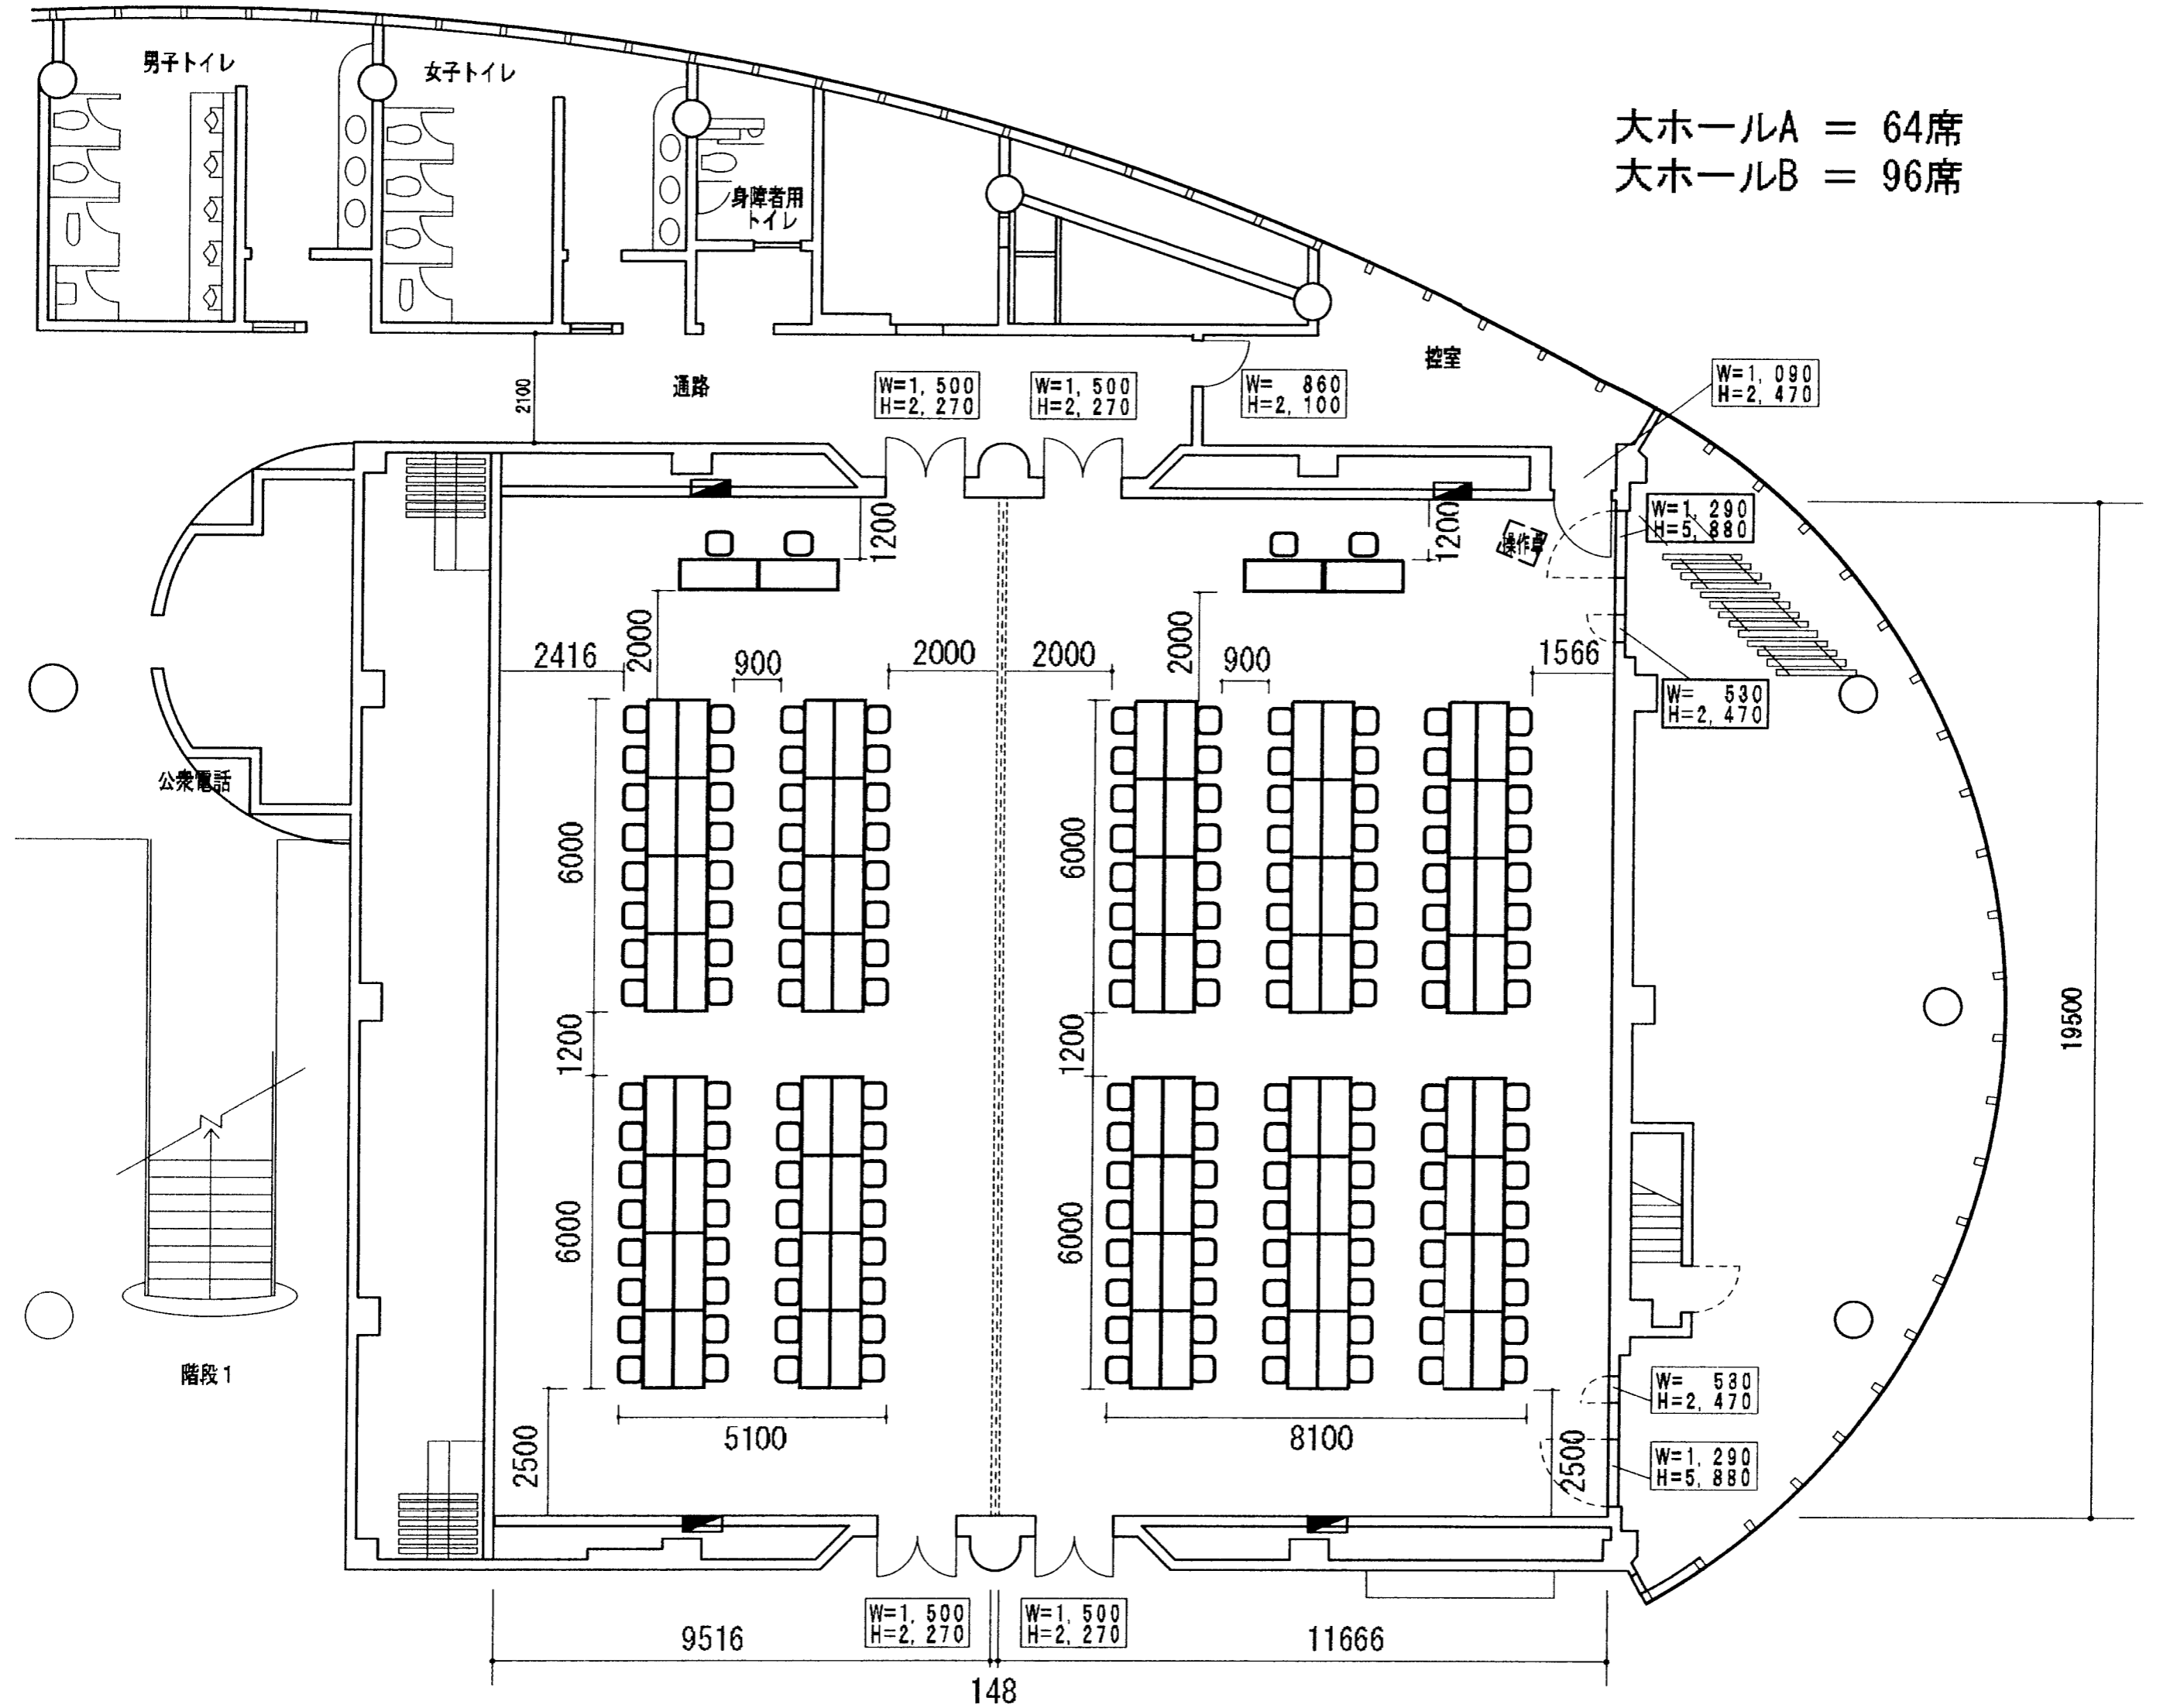 男子トイレ
女子トイレ
身障者用
トイレ
大ホールA = 64席
大ホールB = 96席
控室
通路
2100
W=1,500
H=2,270
W=1,500
H=2,270
W= 860
H=2,100
W=1,090
H=2,470
1200
1200
操作卓
W=1,290
H=5,880
2416
2000
900
2000
2000
2000
900
1566
W= 530
H=2,470
公衆電話
6000
6000
1200
1200
19500
6000
6000
階段1
W= 530
H=2,470
5100
8100
2500
2500
W=1,290
H=5,880
W=1,500
H=2,270
W=1,500
H=2,270
9516
11666
148